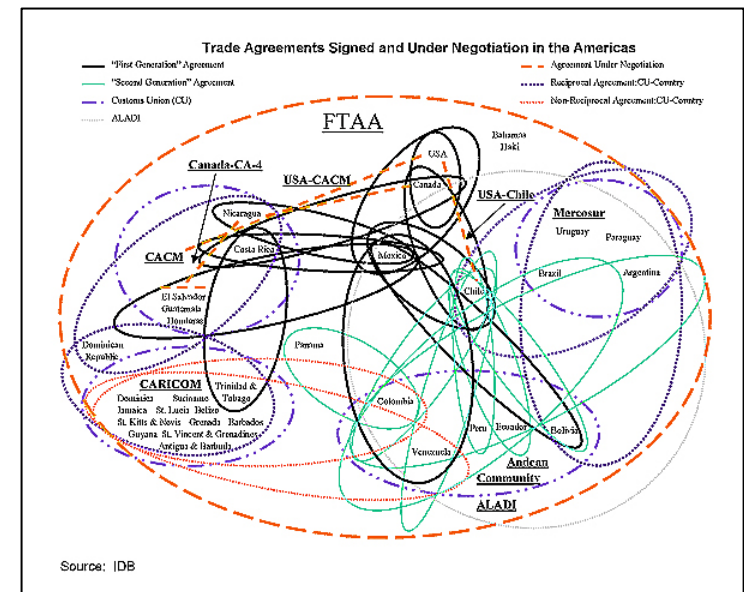 Trade Agreements Signed and Under Negotiation in the Americas
"First Generation" Agreement
"Second Generation" Agreement
Customs Union (CU)
ALADI
Agreement Under Negotiation
Reciprocal Agreement:CU-Country
Non-Reciprocal Agreement:CU-Country
FTAA
Bahamas
Haiti
USA
Canada-CA-4
USA-CACM
Canada
USA-Chile
Nicaragua
Mercosur
Uruguay
Paraguay
Costa Rica
CACM
Mexico
Brazil
Argentina
Chile
El Salvador
Guatemala
Honduras
Dominican
Republic
Panama
CARICOM
Trinidad &
Tobago
Dominica Suriname
Jamaica St. Lucia Belize
St. Kitts & Nevis Grenada Barbados
Guyana St. Vincent & Grenadines
Antigua & Barbuda
Colombia
Peru
Ecuador
Bolivia
Venezuela
Andean
Community
ALADI
Source: IDB